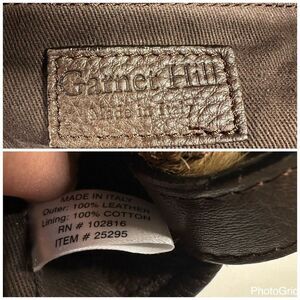 Garnet Hill
Made in Italy
MADE IN ITALY
Outer: 100% LEATHER
Lining: 100% COTTON
RN # 102816
ITEM # 25295
PhotoGrid